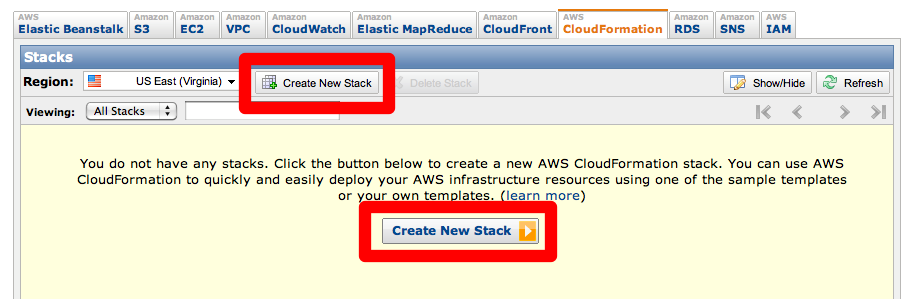 AWS Amazon Amazon Amazon Amazon Amazon Amazon AWS Amazon Amazon AWS
Elastic Beanstalk S3 EC2 VPC CloudWatch Elastic MapReduce CloudFront CloudFormation RDS SNS IAM
Stacks
Region: US East (Virginia) Create New Stack Delete Stack Show/Hide Refresh
Viewing: All Stacks
You do not have any stacks. Click the button below to create a new AWS CloudFormation stack. You can use AWS
CloudFormation to quickly and easily deploy your AWS infrastructure resources using one of the sample templates
or your own templates. (learn more)
Create New Stack